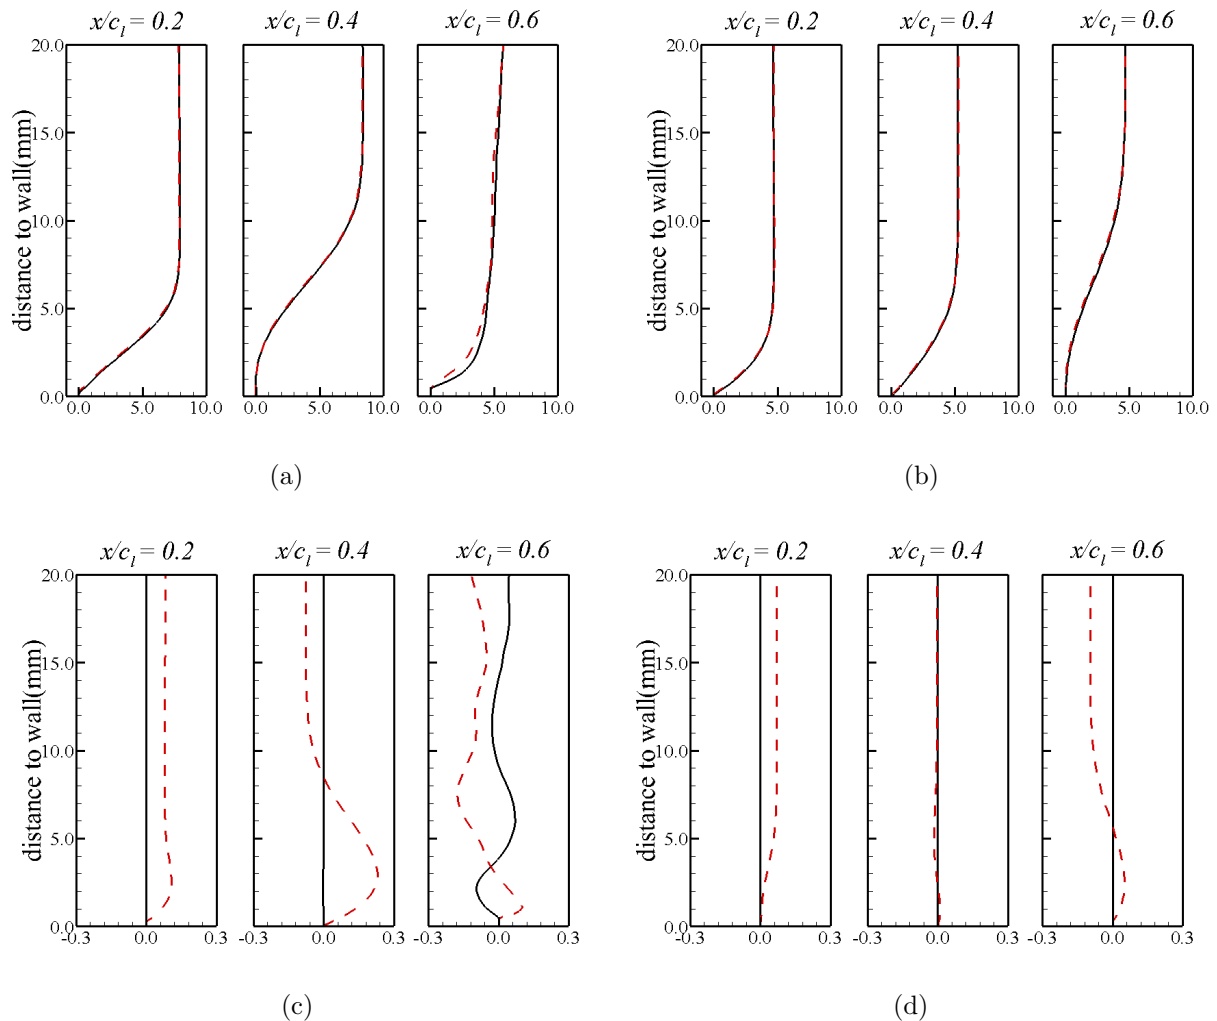 x/c_l = 0.2 x/c_l = 0.4 x/c_l = 0.6
20.0
15.0
10.0
5.0
0.0
distance to wall(mm)
0.0 5.0 10.0 0.0 5.0 10.0 0.0 5.0 10.0
(a)
x/c_l = 0.2 x/c_l = 0.4 x/c_l = 0.6
20.0
15.0
10.0
5.0
0.0
distance to wall(mm)
0.0 5.0 10.0 0.0 5.0 10.0 0.0 5.0 10.0
(b)
x/c_l = 0.2 x/c_l = 0.4 x/c_l = 0.6
20.0
15.0
10.0
5.0
0.0
distance to wall(mm)
-0.3 0.0 0.3 -0.3 0.0 0.3 -0.3 0.0 0.3
(c)
x/c_l = 0.2 x/c_l = 0.4 x/c_l = 0.6
20.0
15.0
10.0
5.0
0.0
distance to wall(mm)
-0.3 0.0 0.3 -0.3 0.0 0.3 -0.3 0.0 0.3
(d)